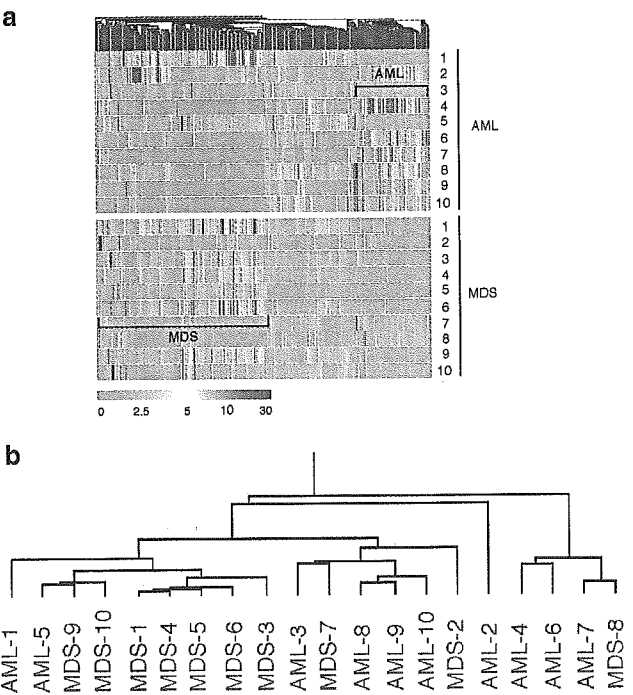 a
1
2
AML
3
4
5
6
7
8
9
10
AML
1
2
3
4
5
6
7
MDS
8
9
10
MDS
0 2.5 5 10 30
b
AML-1 AML-5 MDS-9 MDS-10 MDS-1 MDS-4 MDS-5 MDS-6 MDS-3 AML-3 MDS-7 AML-8 AML-9 AML-10 MDS-2 AML-2 AML-4 AML-6 AML-7 MDS-8